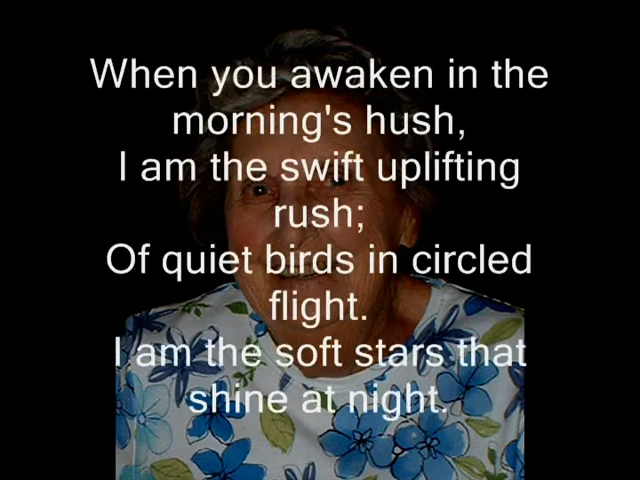 When you awaken in the
morning's hush,
I am the swift uplifting
rush;
Of quiet birds in circled
flight.
I am the soft stars that
shine at night.